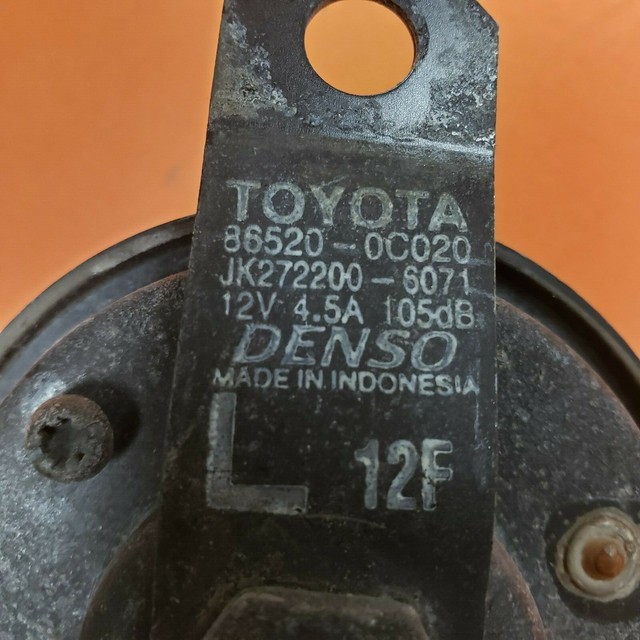 TOYOTA
86520-0C020
JK272200-6071
12V 4.5A 105dB
DENSO
MADE IN INDONESIA
L 12F